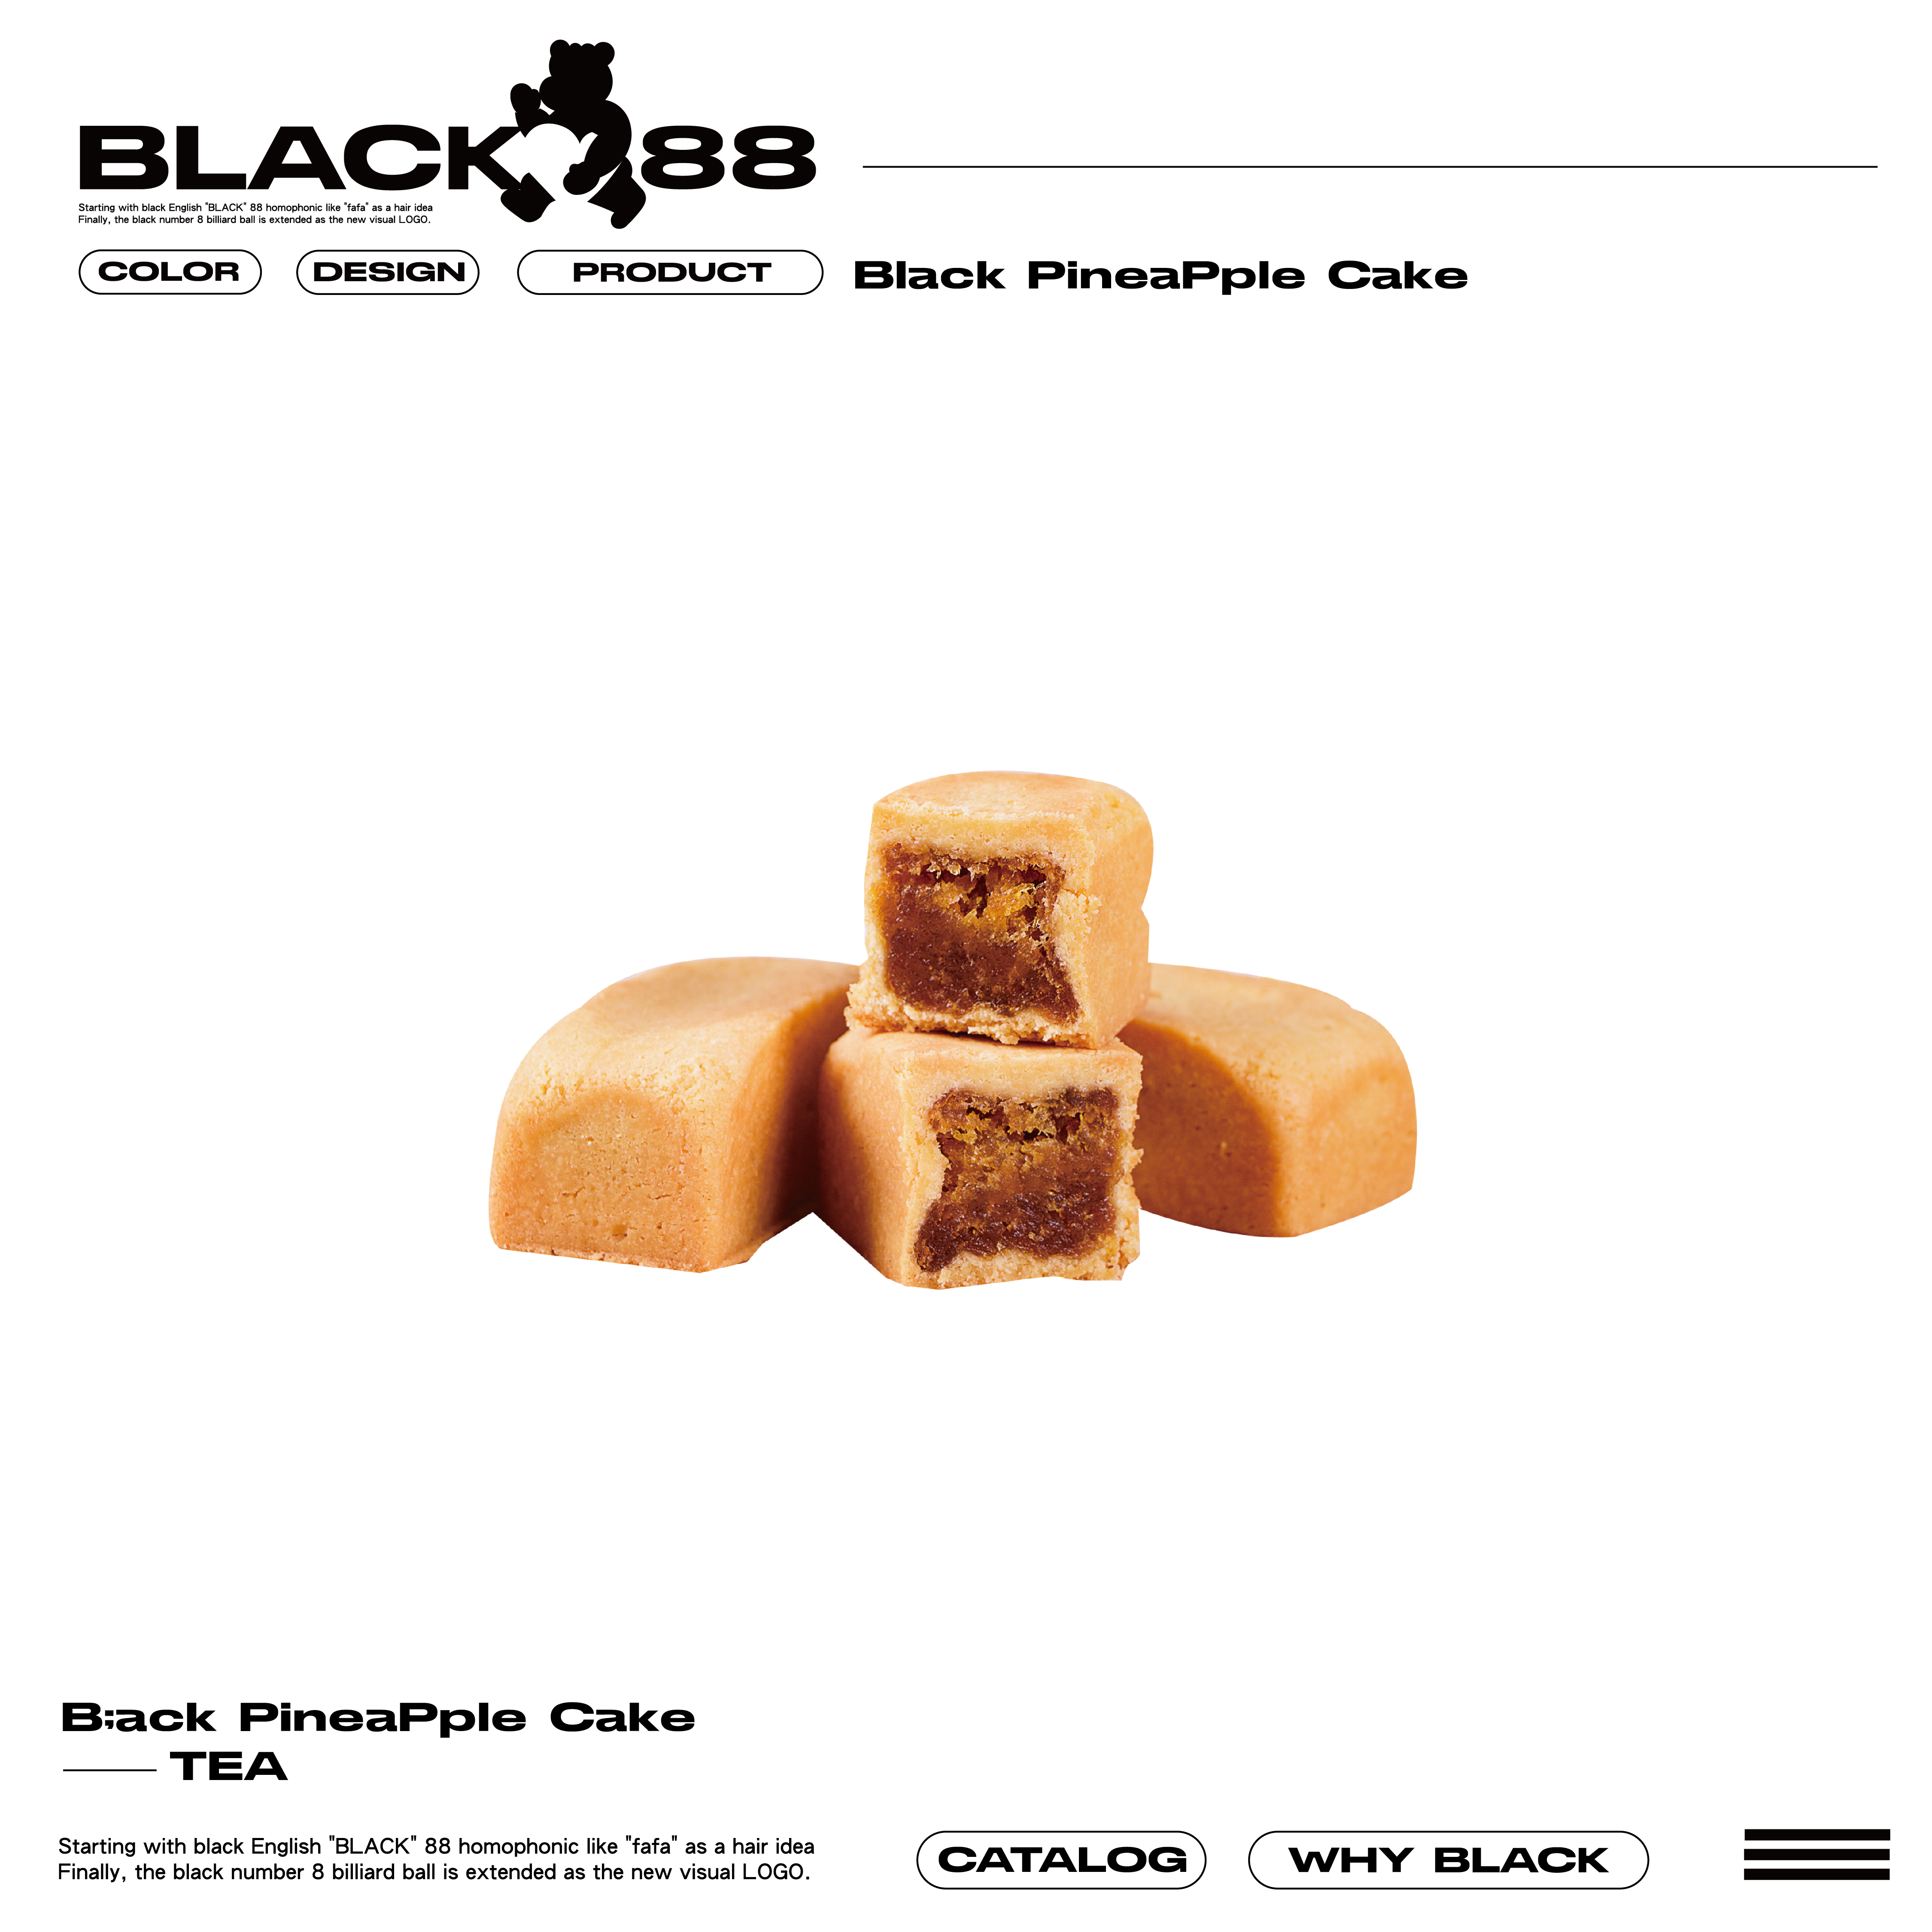 BLACK 88
Starting with black English "BLACK" 88 homophonic like "fafa" as a hair idea
Finally, the black number 8 billiard ball is extended as the new visual LOGO.
COLOR DESIGN PRODUCT Black PineaPple Cake
B;ack PineaPple Cake
TEA
Starting with black English "BLACK" 88 homophonic like "fafa" as a hair idea
Finally, the black number 8 billiard ball is extended as the new visual LOGO.
CATALOG WHY BLACK